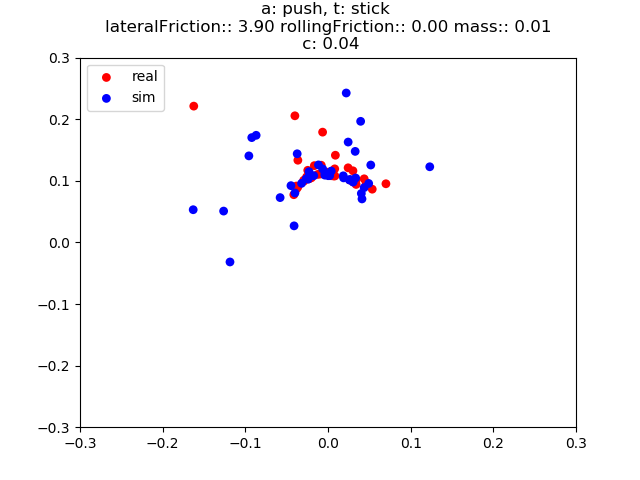 a: push, t: stick
lateralFriction:: 3.90 rollingFriction:: 0.00 mass:: 0.01
c: 0.04
real
sim
0.3
0.2
0.1
0.0
−0.1
−0.2
−0.3
−0.3 −0.2 −0.1 0.0 0.1 0.2 0.3